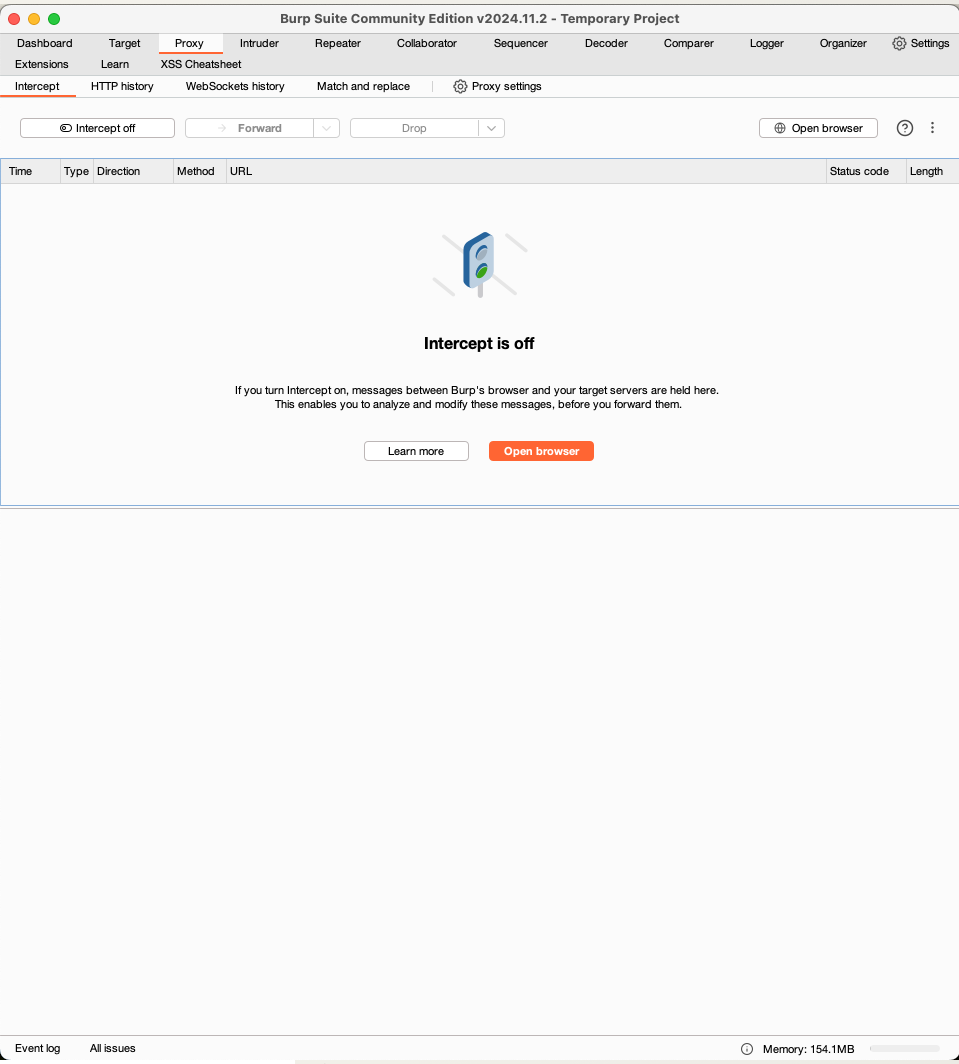 Burp Suite Community Edition v2024.11.2 - Temporary Project
Dashboard Target Proxy Intruder Repeater Collaborator Sequencer Decoder Comparer Logger Organizer Settings
Extensions Learn XSS Cheatsheet
Intercept HTTP history WebSockets history Match and replace Proxy settings
Intercept off Forward Drop Open browser
Time Type Direction Method URL Status code Length
Intercept is off
If you turn Intercept on, messages between Burp's browser and your target servers are held here.
This enables you to analyze and modify these messages, before you forward them.
Learn more Open browser
Event log All issues Memory: 154.1MB